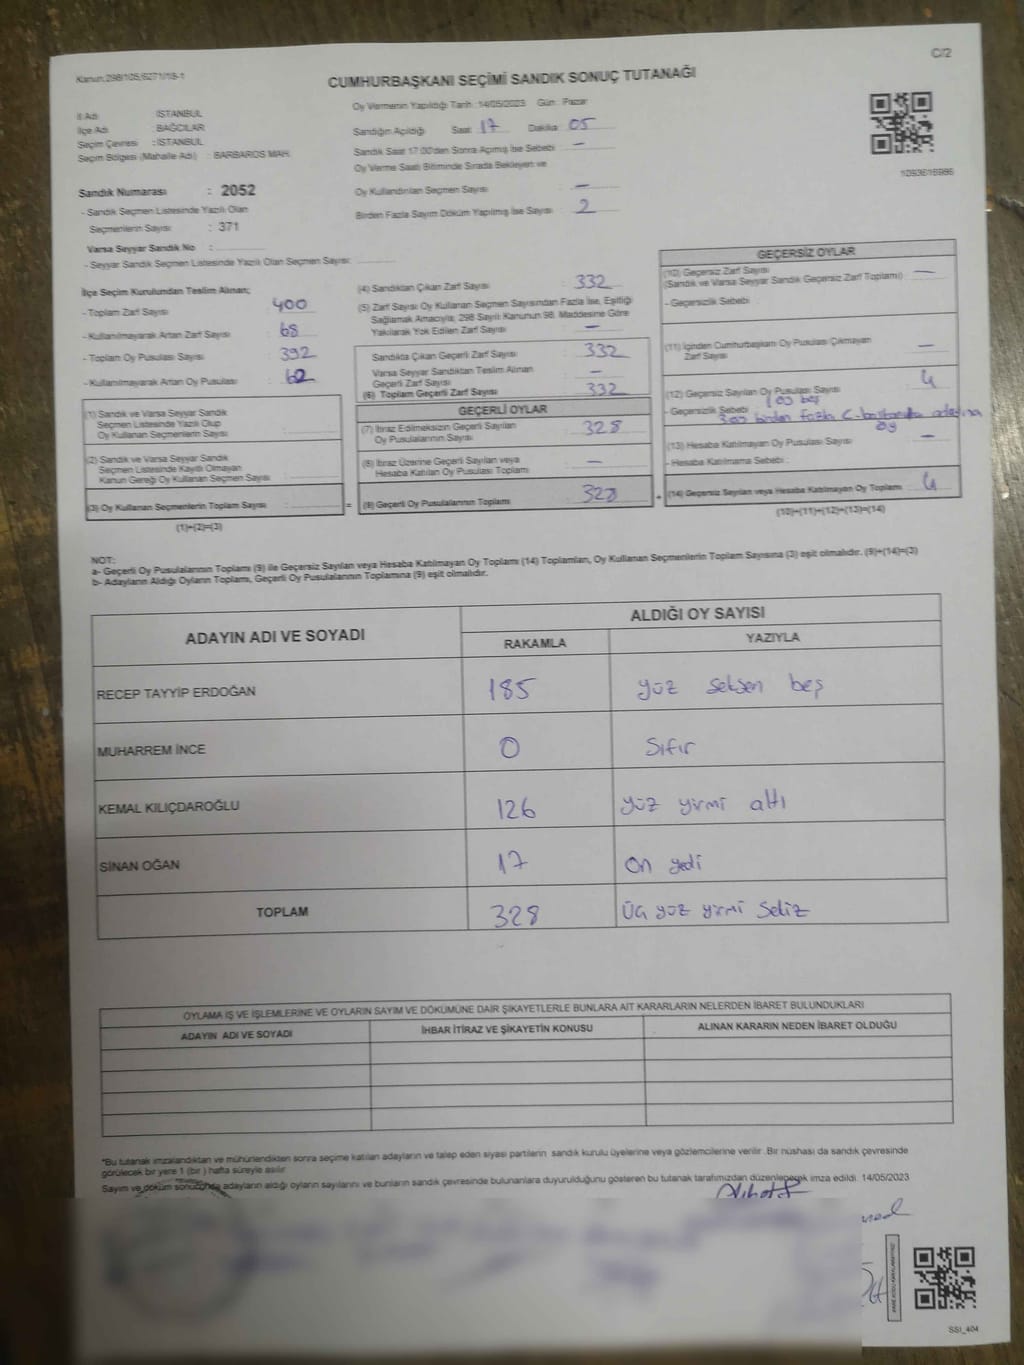 Kanun:298/105,6271/18-1
C/2
CUMHURBAŞKANI SEÇİMİ SANDIK SONUÇ TUTANAĞI
İl Adı : İSTANBUL
İlçe Adı : BAĞCILAR
Seçim Çevresi : İSTANBUL
Seçim Bölgesi (Mahalle Adı) : BARBAROS MAH.
Oy Vermenin Yapıldığı Tarih :14/05/2023 Gün : Pazar
Sandığın Açıldığı Saat : 17 Dakika : 05
Sandık Saat 17:00'den Sonra Açılmış İse Sebebi : —
Oy Verme Saati Bitiminde Sırada Bekleyen ve
Oy Kullandırılan Seçmen Sayısı : —
Birden Fazla Sayım Döküm Yapılmış İse Sayısı : 2
Sandık Numarası : 2052
- Sandık Seçmen Listesinde Yazılı Olan
Seçmenlerin Sayısı : 371
Varsa Seyyar Sandık No :
- Seyyar Sandık Seçmen Listesinde Yazılı Olan Seçmen Sayısı:
İlçe Seçim Kurulundan Teslim Alınan;
- Toplam Zarf Sayısı : 400
- Kullanılmayarak Artan Zarf Sayısı : 68
- Toplam Oy Pusulası Sayısı : 392
- Kullanılmayarak Artan Oy Pusulası : 62
(1) Sandık ve Varsa Seyyar Sandık
Seçmen Listesinde Yazılı Olup
Oy Kullanan Seçmenlerin Sayısı :
(2) Sandık ve Varsa Seyyar Sandık
Seçmen Listesinde Kayıtlı Olmayan
Kanun Gereği Oy Kullanan Seçmen Sayısı :
(3) Oy Kullanan Seçmenlerin Toplam Sayısı :
(1)+(2)=(3)
(4) Sandıktan Çıkan Zarf Sayısı : 332
(5) Zarf Sayısı Oy Kullanan Seçmen Sayısından Fazla İse, Eşitliği
Sağlamak Amacıyla; 298 Sayılı Kanunun 98. Maddesine Göre
Yakılarak Yok Edilen Zarf Sayısı : —
Sandıkta Çıkan Geçerli Zarf Sayısı : 332
Varsa Seyyar Sandıktan Teslim Alınan
Geçerli Zarf Sayısı : —
(6) Toplam Geçerli Zarf Sayısı : 332
GEÇERLİ OYLAR
(7) İtiraz Edilmeksizin Geçerli Sayılan
Oy Pusulalarının Sayısı : 328
(8) İtiraz Üzerine Geçerli Sayılan veya
Hesaba Katılan Oy Pusulası Toplamı : —
= (9) Geçerli Oy Pusulalarının Toplamı : 328 +
GEÇERSİZ OYLAR
(10) Geçersiz Zarf Sayısı
(Sandık ve Varsa Seyyar Sandık Geçersiz Zarf Toplamı) : —
- Geçersizlik Sebebi :
(11) İçinden Cumhurbaşkanı Oy Pusulası Çıkmayan
Zarf Sayısı : —
(12) Geçersiz Sayılan Oy Pusulası Sayısı : 4
1 oy boş
- Geçersizlik Sebebi : 3 oy birden fazla C.başkanı adayına
oy
(13) Hesaba Katılmayan Oy Pusulası Sayısı : —
- Hesaba Katılmama Sebebi :
(14) Geçersiz Sayılan veya Hesaba Katılmayan Oy Toplamı : 4
(10)+(11)+(12)+(13)=(14)
NOT:
a- Geçerli Oy Pusulalarının Toplamı (9) ile Geçersiz Sayılan veya Hesaba Katılmayan Oy Toplamı (14) Toplamları, Oy Kullanan Seçmenlerin Toplam Sayısına (3) eşit olmalıdır. (9)+(14)=(3)
b- Adayların Aldığı Oyların Toplamı, Geçerli Oy Pusulalarının Toplamına (9) eşit olmalıdır.
ADAYIN ADI VE SOYADI
ALDIĞI OY SAYISI
RAKAMLA YAZIYLA
RECEP TAYYİP ERDOĞAN 185 yüz seksen beş
MUHARREM İNCE 0 Sıfır
KEMAL KILIÇDAROĞLU 126 yüz yirmi altı
SİNAN OĞAN 17 On yedi
TOPLAM 328 Üç yüz yirmi sekiz
OYLAMA İŞ VE İŞLEMLERİNE VE OYLARIN SAYIM VE DÖKÜMÜNE DAİR ŞİKAYETLERLE BUNLARA AİT KARARLARIN NELERDEN İBARET BULUNDUKLARI
ADAYIN ADI VE SOYADI İHBAR İTİRAZ VE ŞİKAYETİN KONUSU ALINAN KARARIN NEDEN İBARET OLDUĞU
*Bu tutanak imzalandıktan ve mühürlendikten sonra seçime katılan adayların ve talep eden siyasi partilerin sandık kurulu üyelerine veya gözlemcilerine verilir. Bir nüshası da sandık çevresinde
görülecek bir yere 1 (bir) hafta süreyle asılır.
Sayım ve döküm sonucunda adayların aldığı oyların sayılarını ve bunların sandık çevresinde bulunanlara duyurulduğunu gösteren bu tutanak tarafımızdan düzenlenerek imza edildi. 14/05/2023
SSI_404